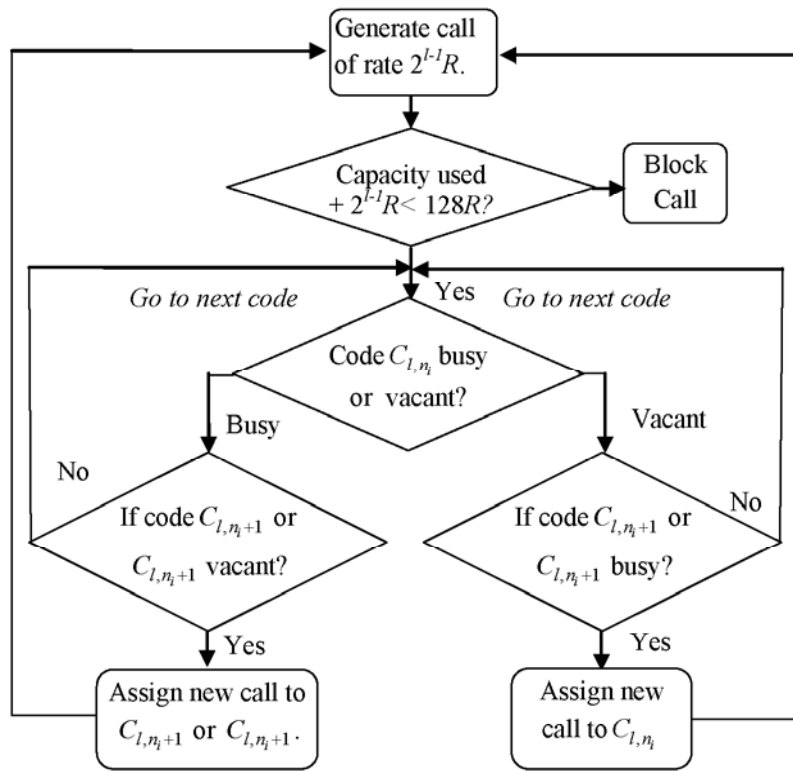 Generate call
of rate 2^{l-1}R.
Capacity used
+ 2^{l-1}R< 128R?
Block
Call
Yes
Go to next code
Go to next code
Code C_{l,n_i} busy
or vacant?
Busy
Vacant
No
No
If code C_{l,n_i+1} or
C_{l,n_i+1} vacant?
If code C_{l,n_i+1} or
C_{l,n_i+1} busy?
Yes
Yes
Assign new call to
C_{l,n_i+1} or C_{l,n_i+1}.
Assign new
call to C_{l,n_i}